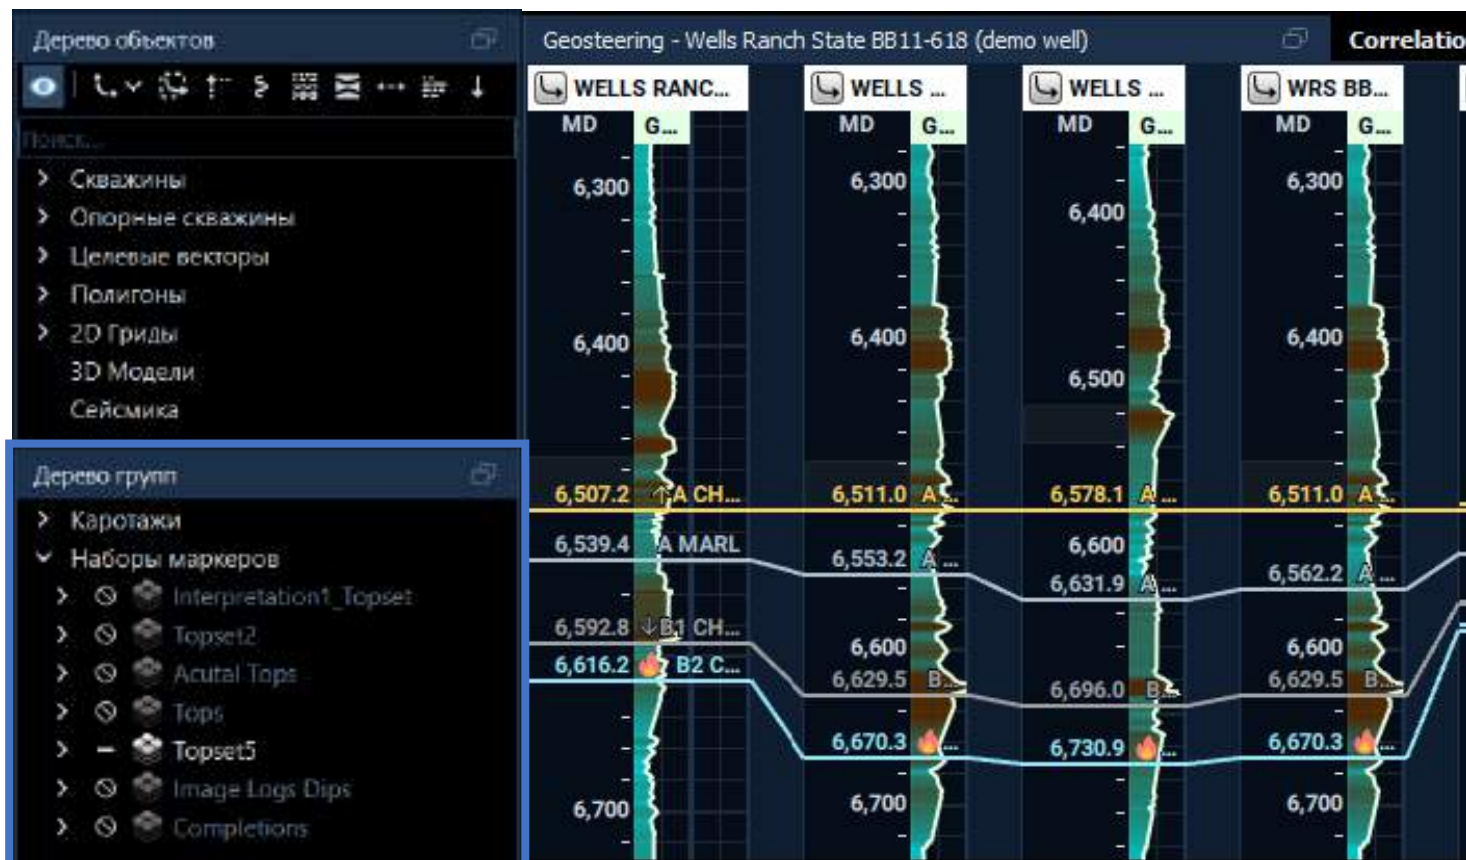 Дерево объектов
Поиск...
Скважины
Опорные скважины
Целевые векторы
Полигоны
2D Гриды
3D Модели
Сейсмика
Дерево групп
Каротажи
Наборы маркеров
Interpretation1_Topset
Topset2
Acutal Tops
Tops
Topset5
Image Logs Dips
Completions
Geosteering - Wells Ranch State BB11-618 (demo well)
Correlatio
WELLS RANC... WELLS ... WELLS ... WRS BB...
MD G... MD G... MD G... MD G...
6,300 6,300 6,400 6,300
6,400 6,400 6,500 6,400
6,507.2 A CH... 6,511.0 A ... 6,578.1 A ... 6,511.0 A ...
6,539.4 A MARL 6,553.2 A ... 6,600 6,562.2 A ...
6,631.9 A ...
6,592.8 B1 CH... 6,600 6,600
6,616.2 B2 C... 6,629.5 B... 6,696.0 B... 6,629.5 B...
6,670.3 ... 6,730.9 ... 6,670.3 ...
6,700 6,700 6,700